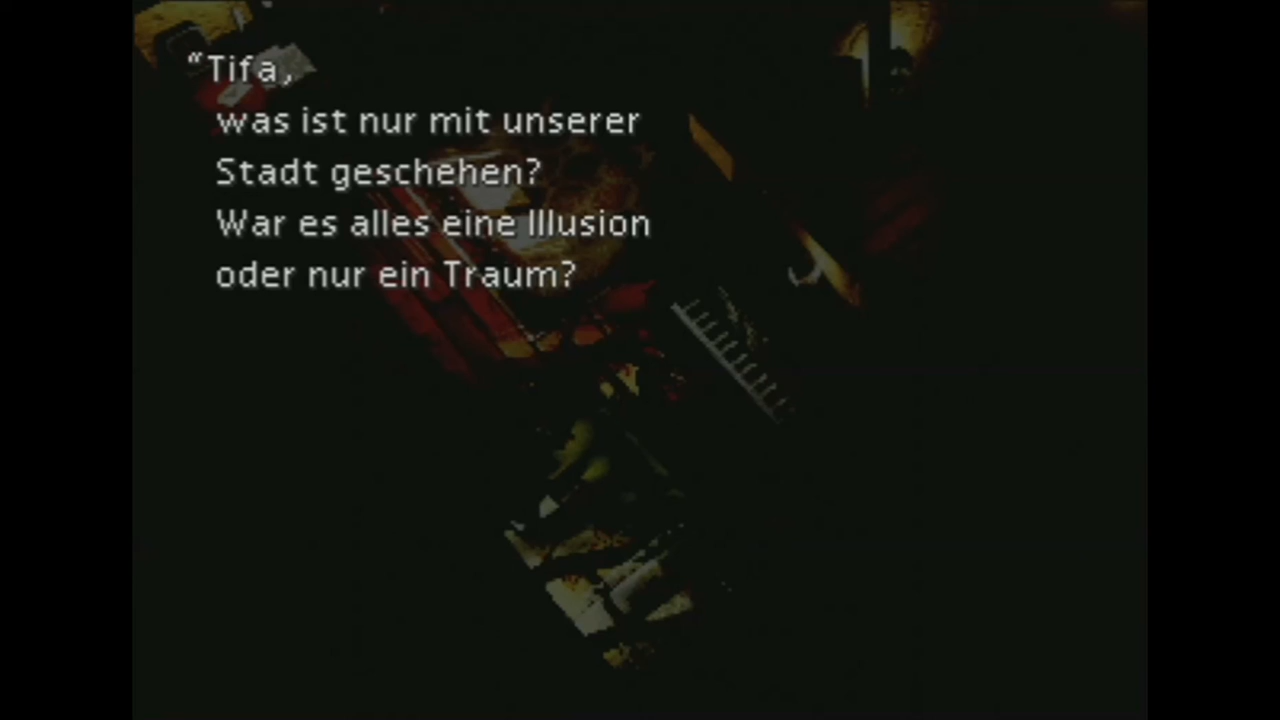 “Tifa,
was ist nur mit unserer
Stadt geschehen?
War es alles eine Illusion
oder nur ein Traum?